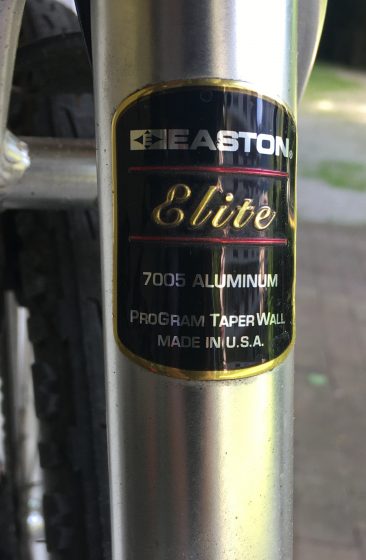 EASTON®
Elite
7005 ALUMINUM
PROGRAM TAPER WALL
MADE IN U.S.A.